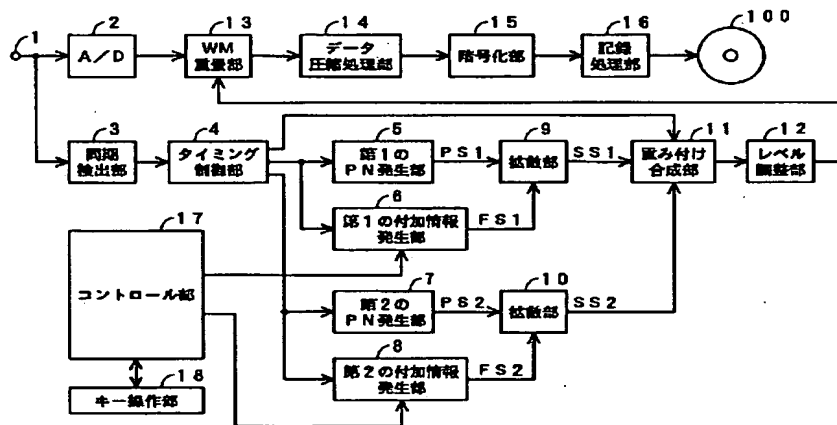 1
2
A/D
13
WM
重畳部
14
データ
圧縮処理部
15
暗号化部
16
記録
処理部
100
3
同期
検出部
4
タイミング
制御部
5
第1の
PN発生部
PS1
9
拡散部
SS1
11
重み付け
合成部
12
レベル
調整部
6
第1の付加情報
発生部
FS1
17
コントロール部
7
第2の
PN発生部
PS2
10
拡散部
SS2
8
第2の付加情報
発生部
FS2
18
キー操作部